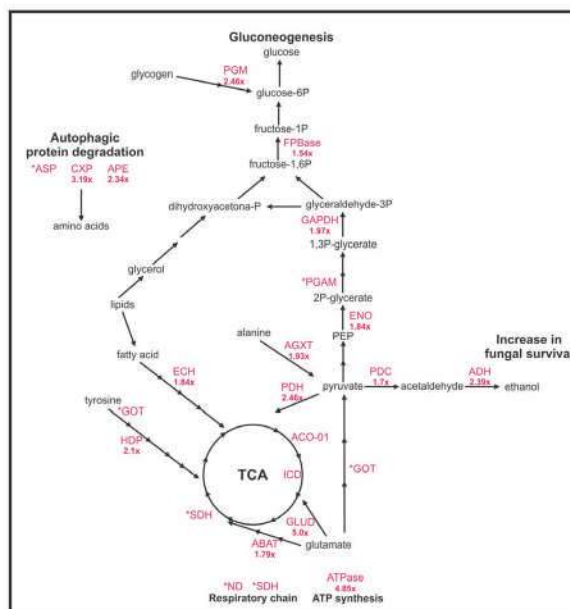 Gluconeogenesis
glucose
glycogen
PGM
2.46x
glucose-6P
fructose-1P
FPBase
1.54x
fructose-1,6P
Autophagic
protein degradation
*ASP CXP APE
3.19x 2.34x
amino acids
dihydroxyacetona-P
glyceraldehyde-3P
GAPDH
1.97x
1,3P-glycerate
glycerol
*PGAM
2P-glycerate
lipids
ENO
1.84x
PEP
alanine
AGXT
1.93x
fatty acid
Increase in
fungal survival
ECH
1.84x
PDH
2.46x
pyruvate
PDC
1.7x
acetaldehyde
ADH
2.39x
ethanol
tyrosine
*GOT
HDP
2.1x
ACO-01
TCA
ICD
*GOT
*SDH
GLUD
5.0x
ABAT
1.79x
glutamate
*ND *SDH
Respiratory chain
ATPase
4.85x
ATP synthesis